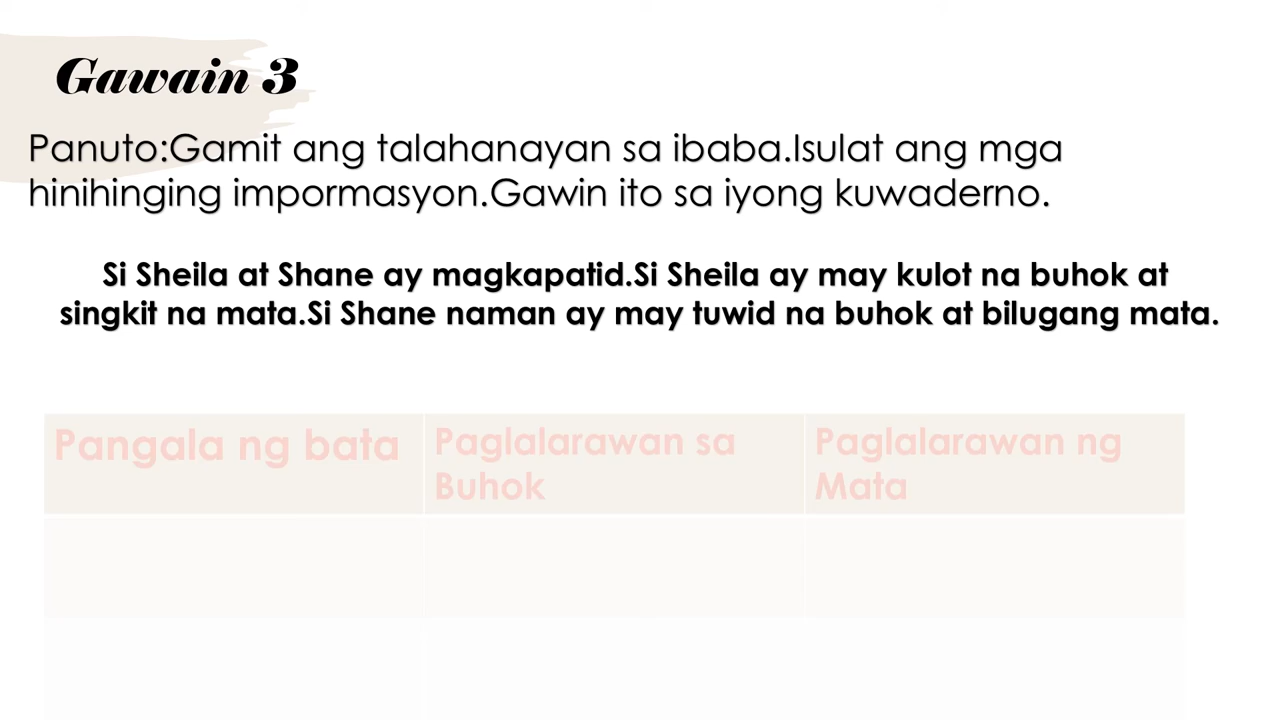 Gawain 3
Panuto:Gamit ang talahanayan sa ibaba.Isulat ang mga
hinihinging impormasyon.Gawin ito sa iyong kuwaderno.
Si Sheila at Shane ay magkapatid.Si Sheila ay may kulot na buhok at
singkit na mata.Si Shane naman ay may tuwid na buhok at bilugang mata.
Pangala ng bata
Paglalarawan sa
Buhok
Paglalarawan ng
Mata